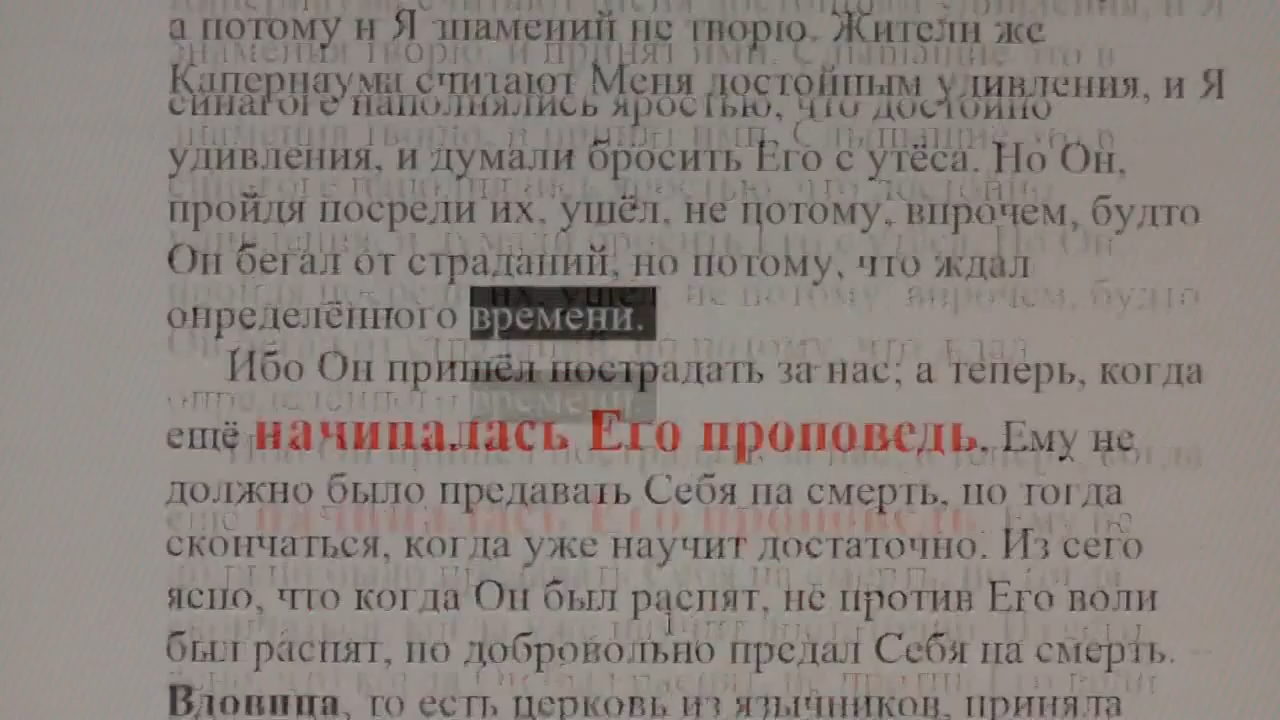 а потому и Я знамений не творю. Жители же
Капернаума считают Меня достойным удивления, и Я
синагоге наполнялись яростью, что достойно
удивления, и думали бросить Его с утёса. Но Он,
пройдя посреди их, ушёл, не потому, впрочем, будто
Он бегал от страданий, но потому, что ждал
определённого времени.
Ибо Он пришёл пострадать за нас; а теперь, когда
ещё начиналась Его проповедь, Ему не
должно было предавать Себя на смерть, но тогда
скончаться, когда уже научит достаточно. Из сего
ясно, что когда Он был распят, не против Его воли
был распят, но добровольно предал Себя на смерть.
Вдовица, то есть церковь из язычников, приняла